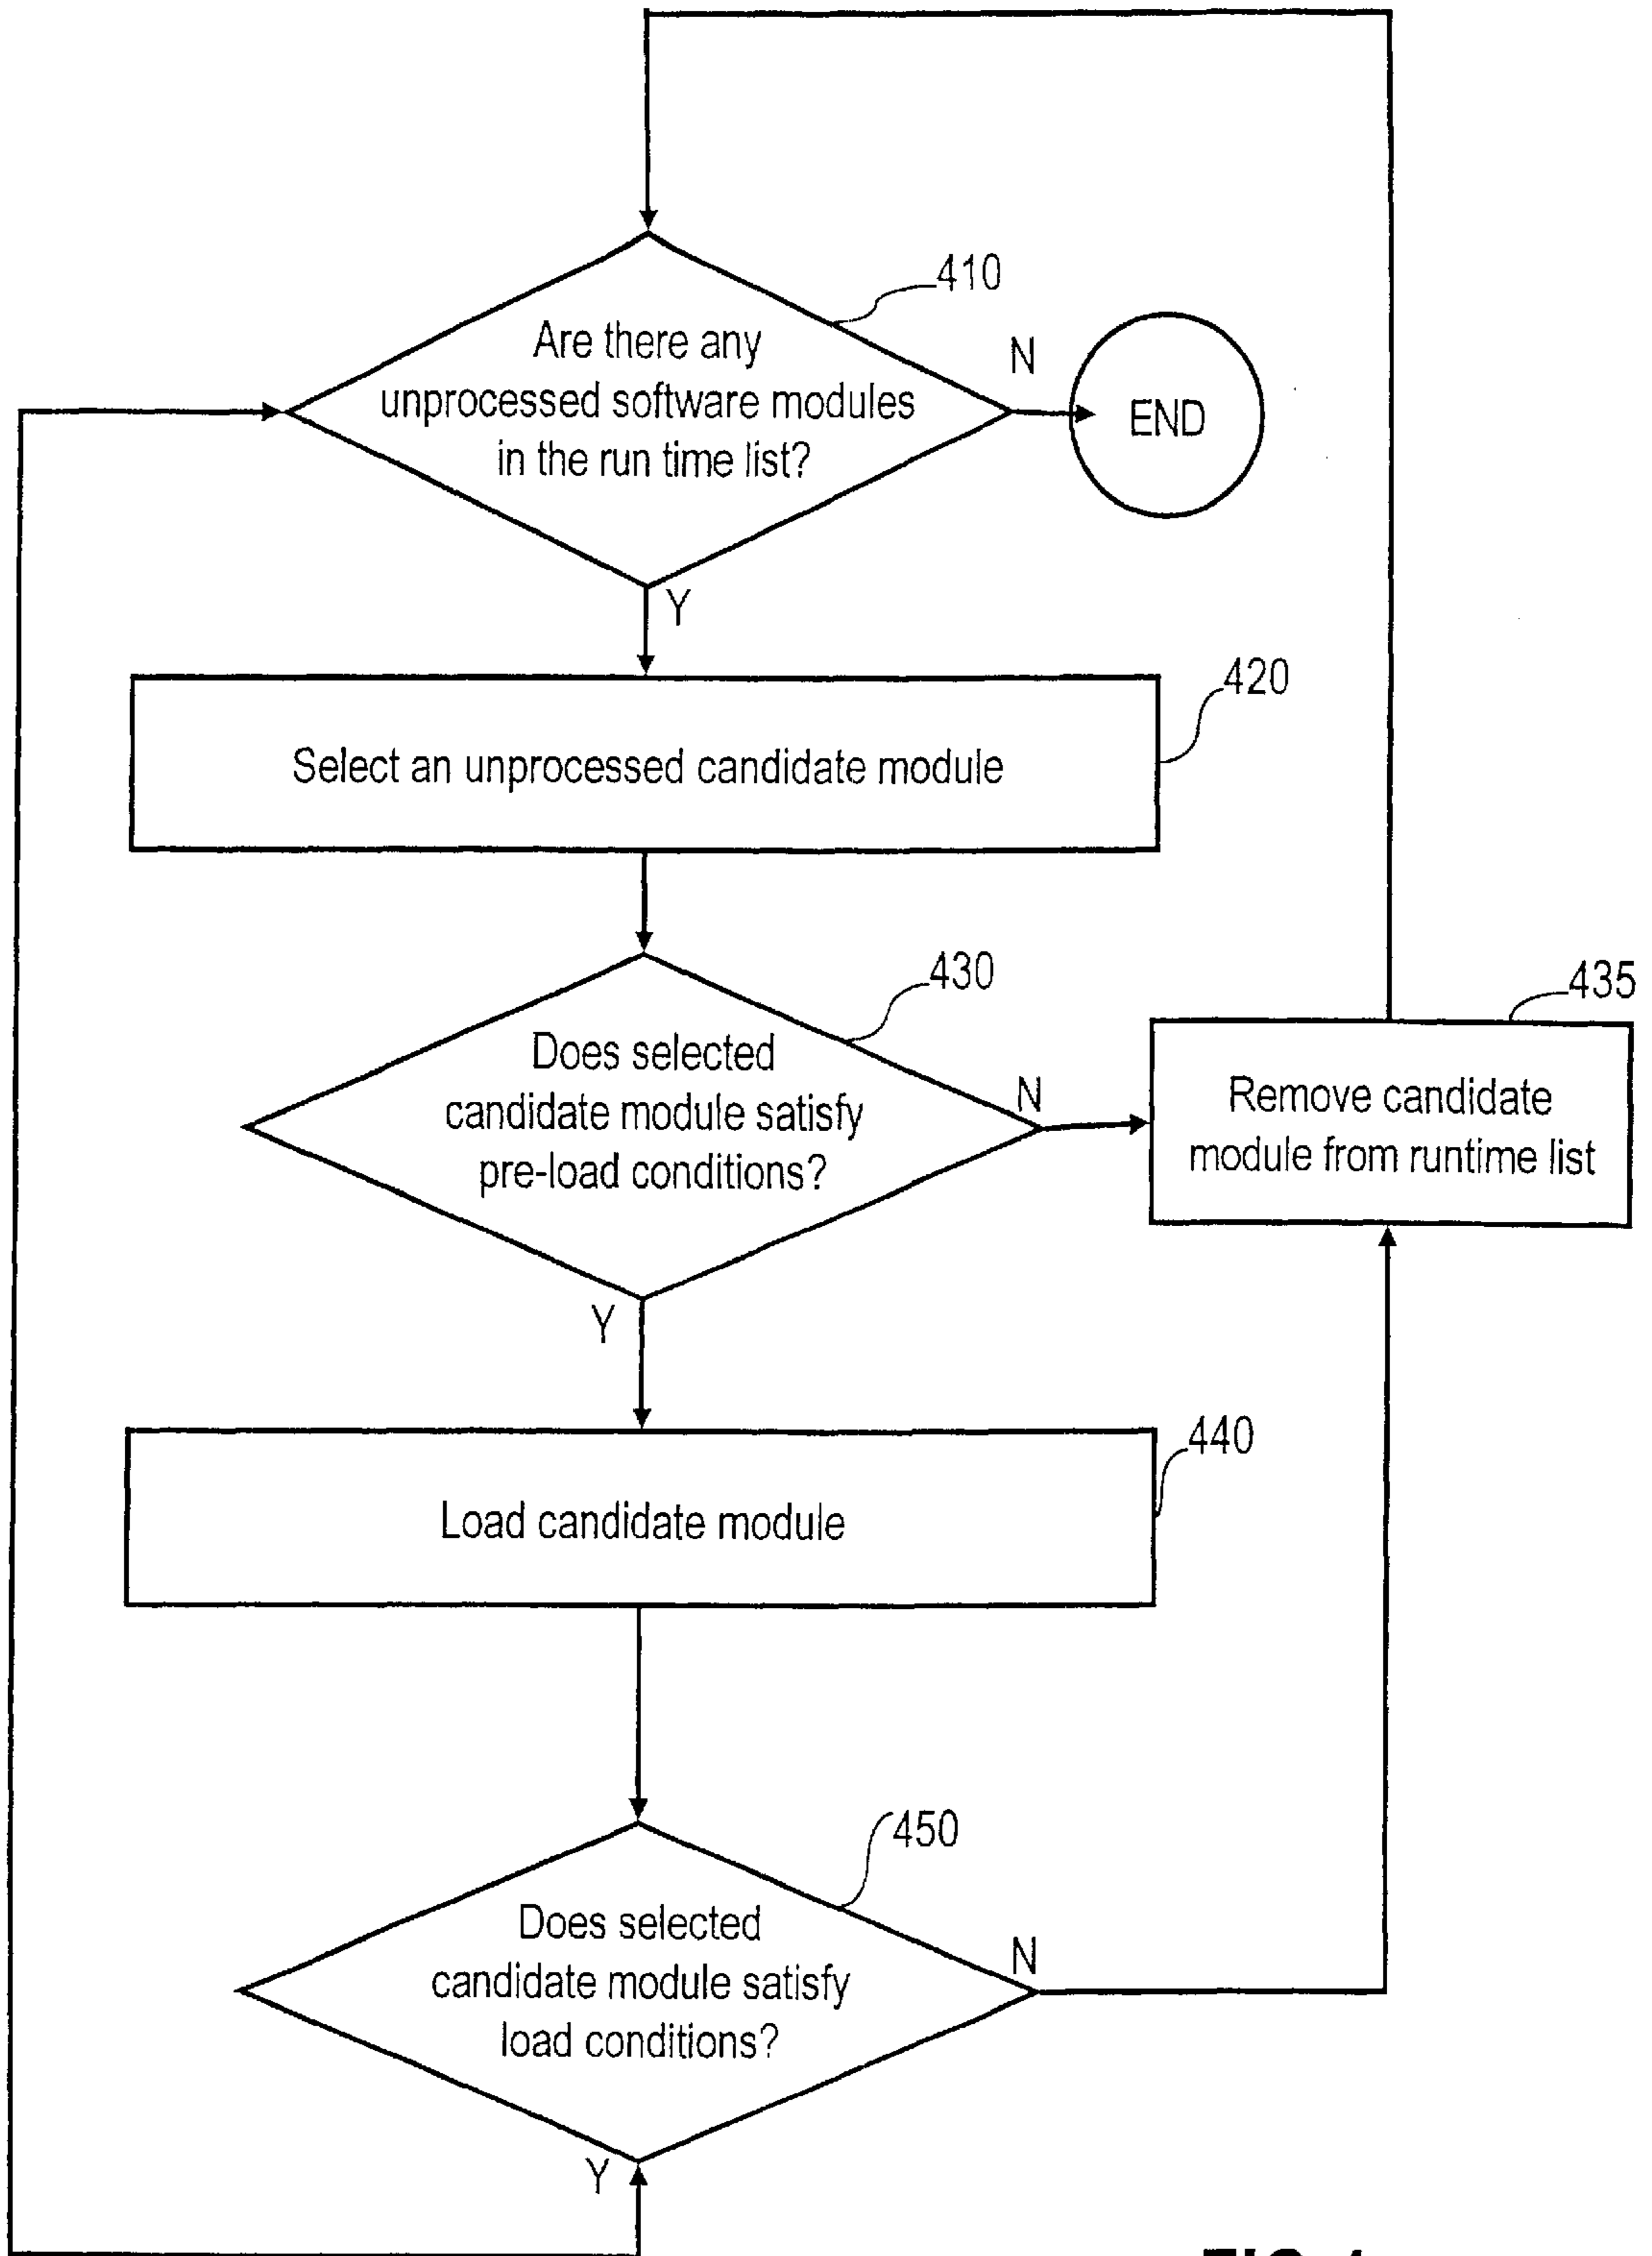 410
Are there any
unprocessed software modules
in the run time list?
N
END
Y
420
Select an unprocessed candidate module
430
Does selected
candidate module satisfy
pre-load conditions?
N
435
Remove candidate
module from runtime list
Y
440
Load candidate module
450
Does selected
candidate module satisfy
load conditions?
N
Y